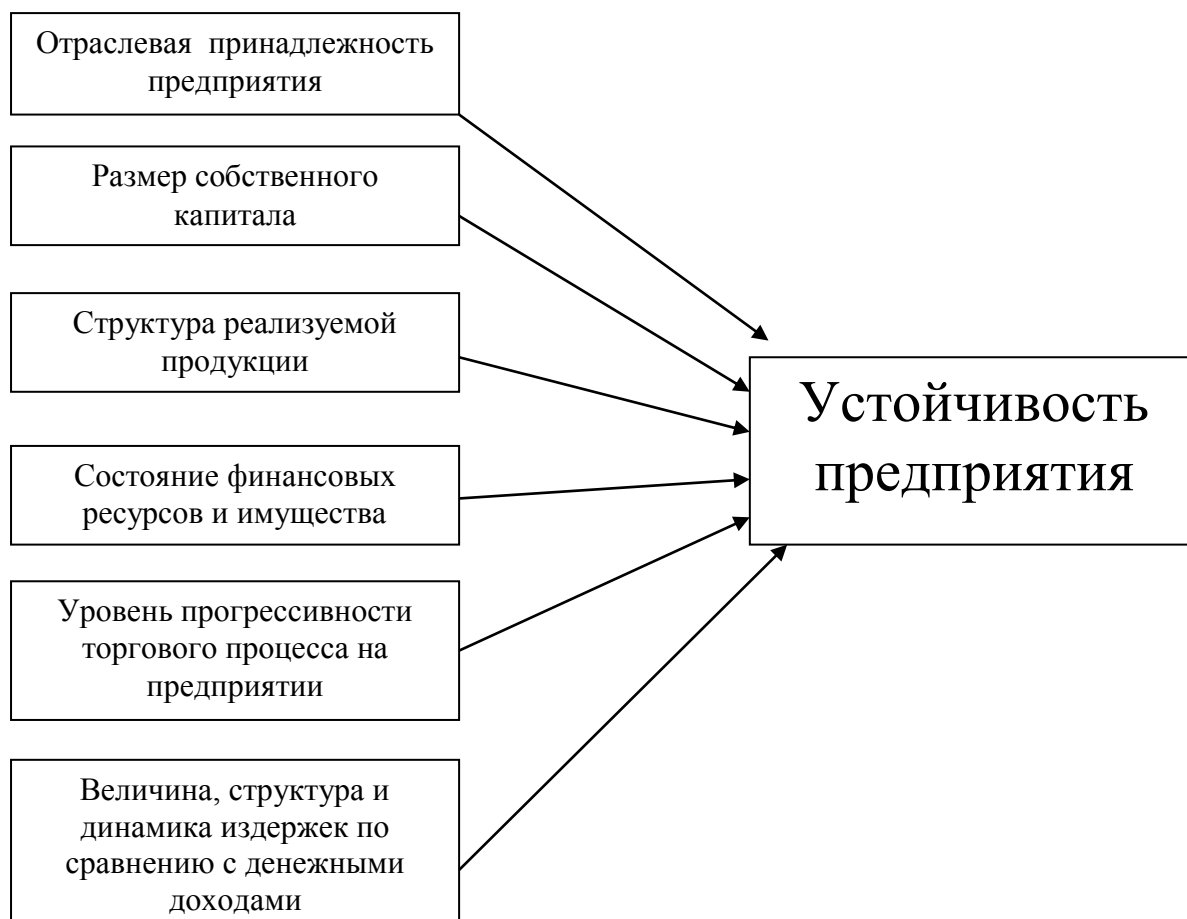 Отраслевая принадлежность
предприятия
Размер собственного
капитала
Структура реализуемой
продукции
Состояние финансовых
ресурсов и имущества
Уровень прогрессивности
торгового процесса на
предприятии
Величина, структура и
динамика издержек по
сравнению с денежными
доходами
Устойчивость
предприятия